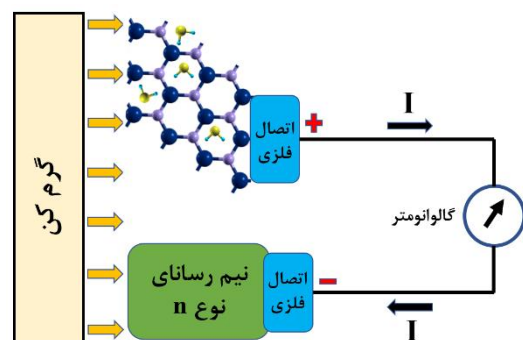 گرم کن
اتصال
فلزی
+
I
گالوانومتر
نیم رسانای
نوع n
اتصال
فلزی
-
I